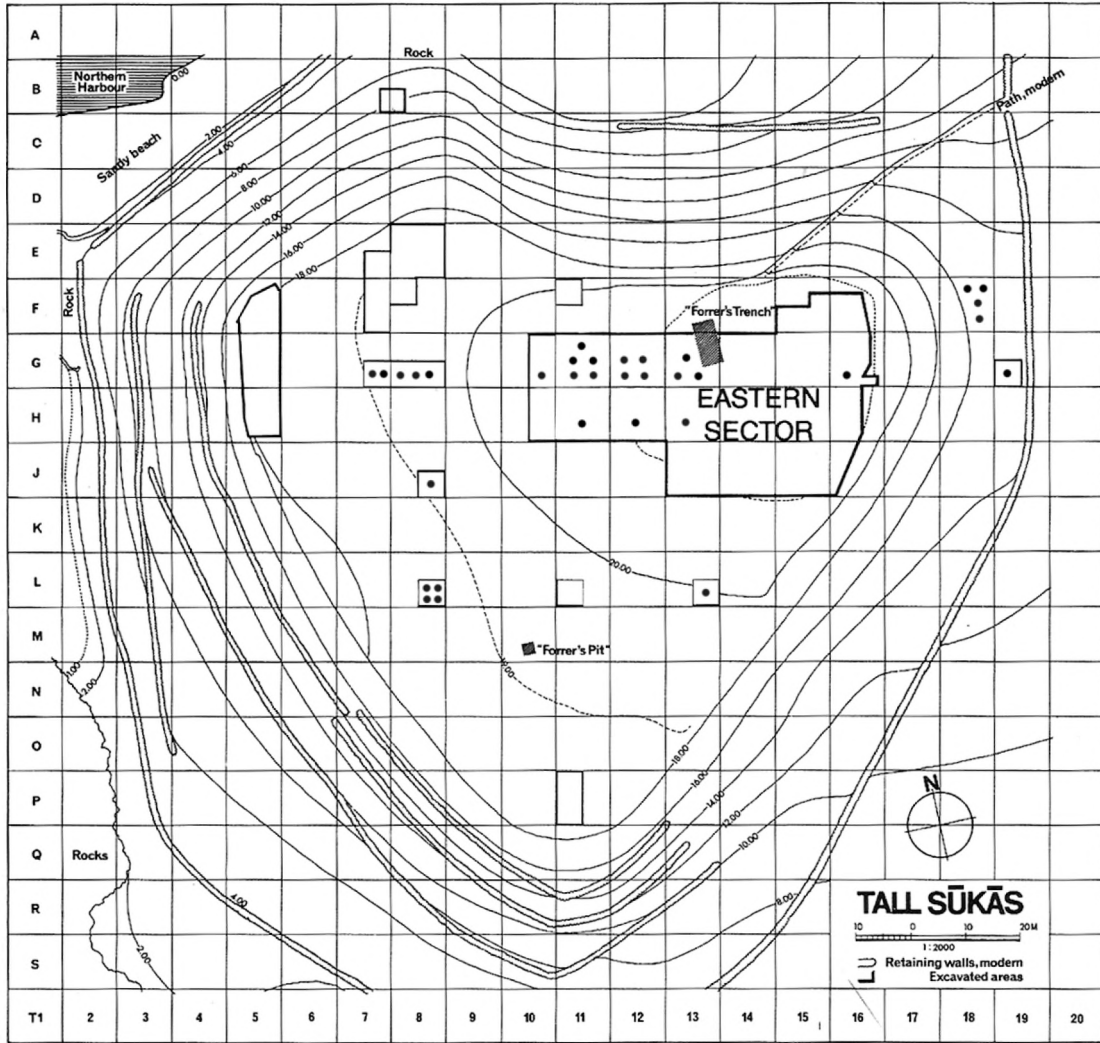 A
Rock
Northern
Harbour
0.00
B
Path, modern
2.00
C
4.00
Sandy beach
6.00
8.00
D
10.00
12.00
14.00
E
16.00
18.00
Rock
F
"Forrer's Trench"
G
EASTERN
H
SECTOR
J
K
20.00
L
M
"Forrer's Pit"
1.00
19.00
N
2.00
O
18.00
16.00
P
14.00
N
12.00
10.00
Q
Rocks
R
4.00
8.00
TALL SŪKĀS
10 0 10 20M
1:2000
S
2.00
Retaining walls, modern
Excavated areas
T1 2 3 4 5 6 7 8 9 10 11 12 13 14 15 16 17 18 19 20